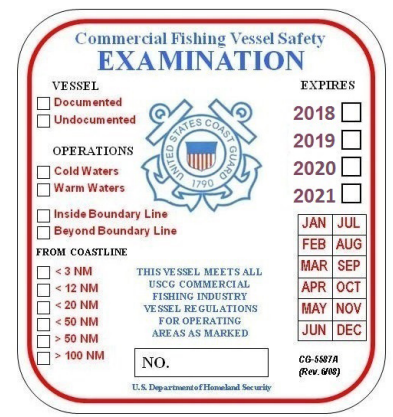 Commercial Fishing Vessel Safety
EXAMINATION
VESSEL
Documented
Undocumented
OPERATIONS
Cold Waters
Warm Waters
Inside Boundary Line
Beyond Boundary Line
FROM COASTLINE
< 3 NM
< 12 NM
< 20 NM
< 50 NM
> 50 NM
> 100 NM
UNITED STATES COAST GUARD
1790
THIS VESSEL MEETS ALL
USCG COMMERCIAL
FISHING INDUSTRY
VESSEL REGULATIONS
FOR OPERATING
AREAS AS MARKED
NO.
EXPIRES
2018
2019
2020
2021
JAN JUL
FEB AUG
MAR SEP
APR OCT
MAY NOV
JUN DEC
CG-5587A
(Rev. 6/08)
U.S. Department of Homeland Security